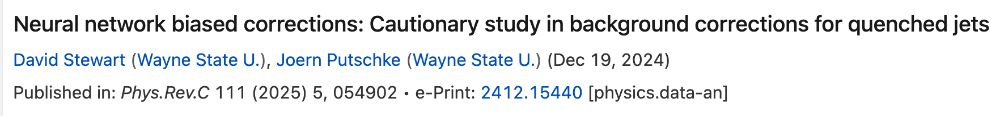 Neural network biased corrections: Cautionary study in background corrections for quenched jets
David Stewart (Wayne State U.), Joern Putschke (Wayne State U.) (Dec 19, 2024)
Published in: Phys.Rev.C 111 (2025) 5, 054902 • e-Print: 2412.15440 [physics.data-an]